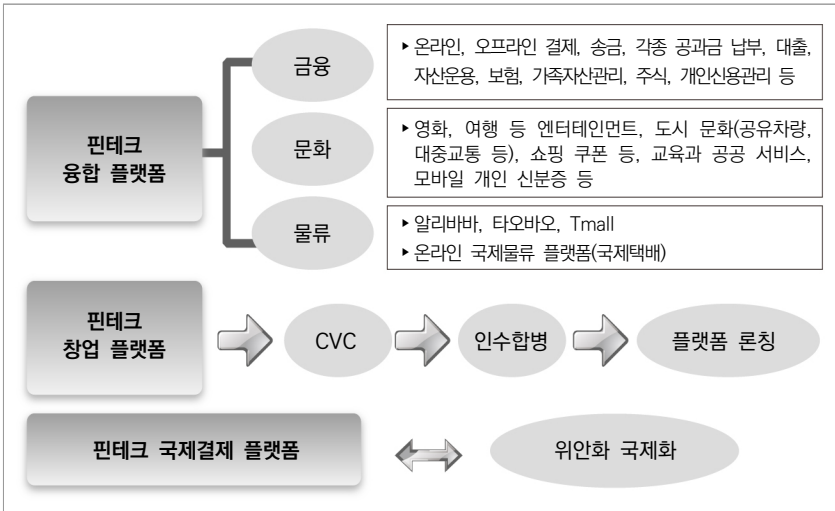 핀테크
융합 플랫폼
금융
▶온라인, 오프라인 결제, 송금, 각종 공과금 납부, 대출,
자산운용, 보험, 가족자산관리, 주식, 개인신용관리 등
문화
▶영화, 여행 등 엔터테인먼트, 도시 문화(공유차량,
대중교통 등), 쇼핑 쿠폰 등, 교육과 공공 서비스,
모바일 개인 신분증 등
물류
▶알리바바, 타오바오, Tmall
▶온라인 국제물류 플랫폼(국제택배)
핀테크
창업 플랫폼
CVC
인수합병
플랫폼 론칭
핀테크 국제결제 플랫폼
위안화 국제화